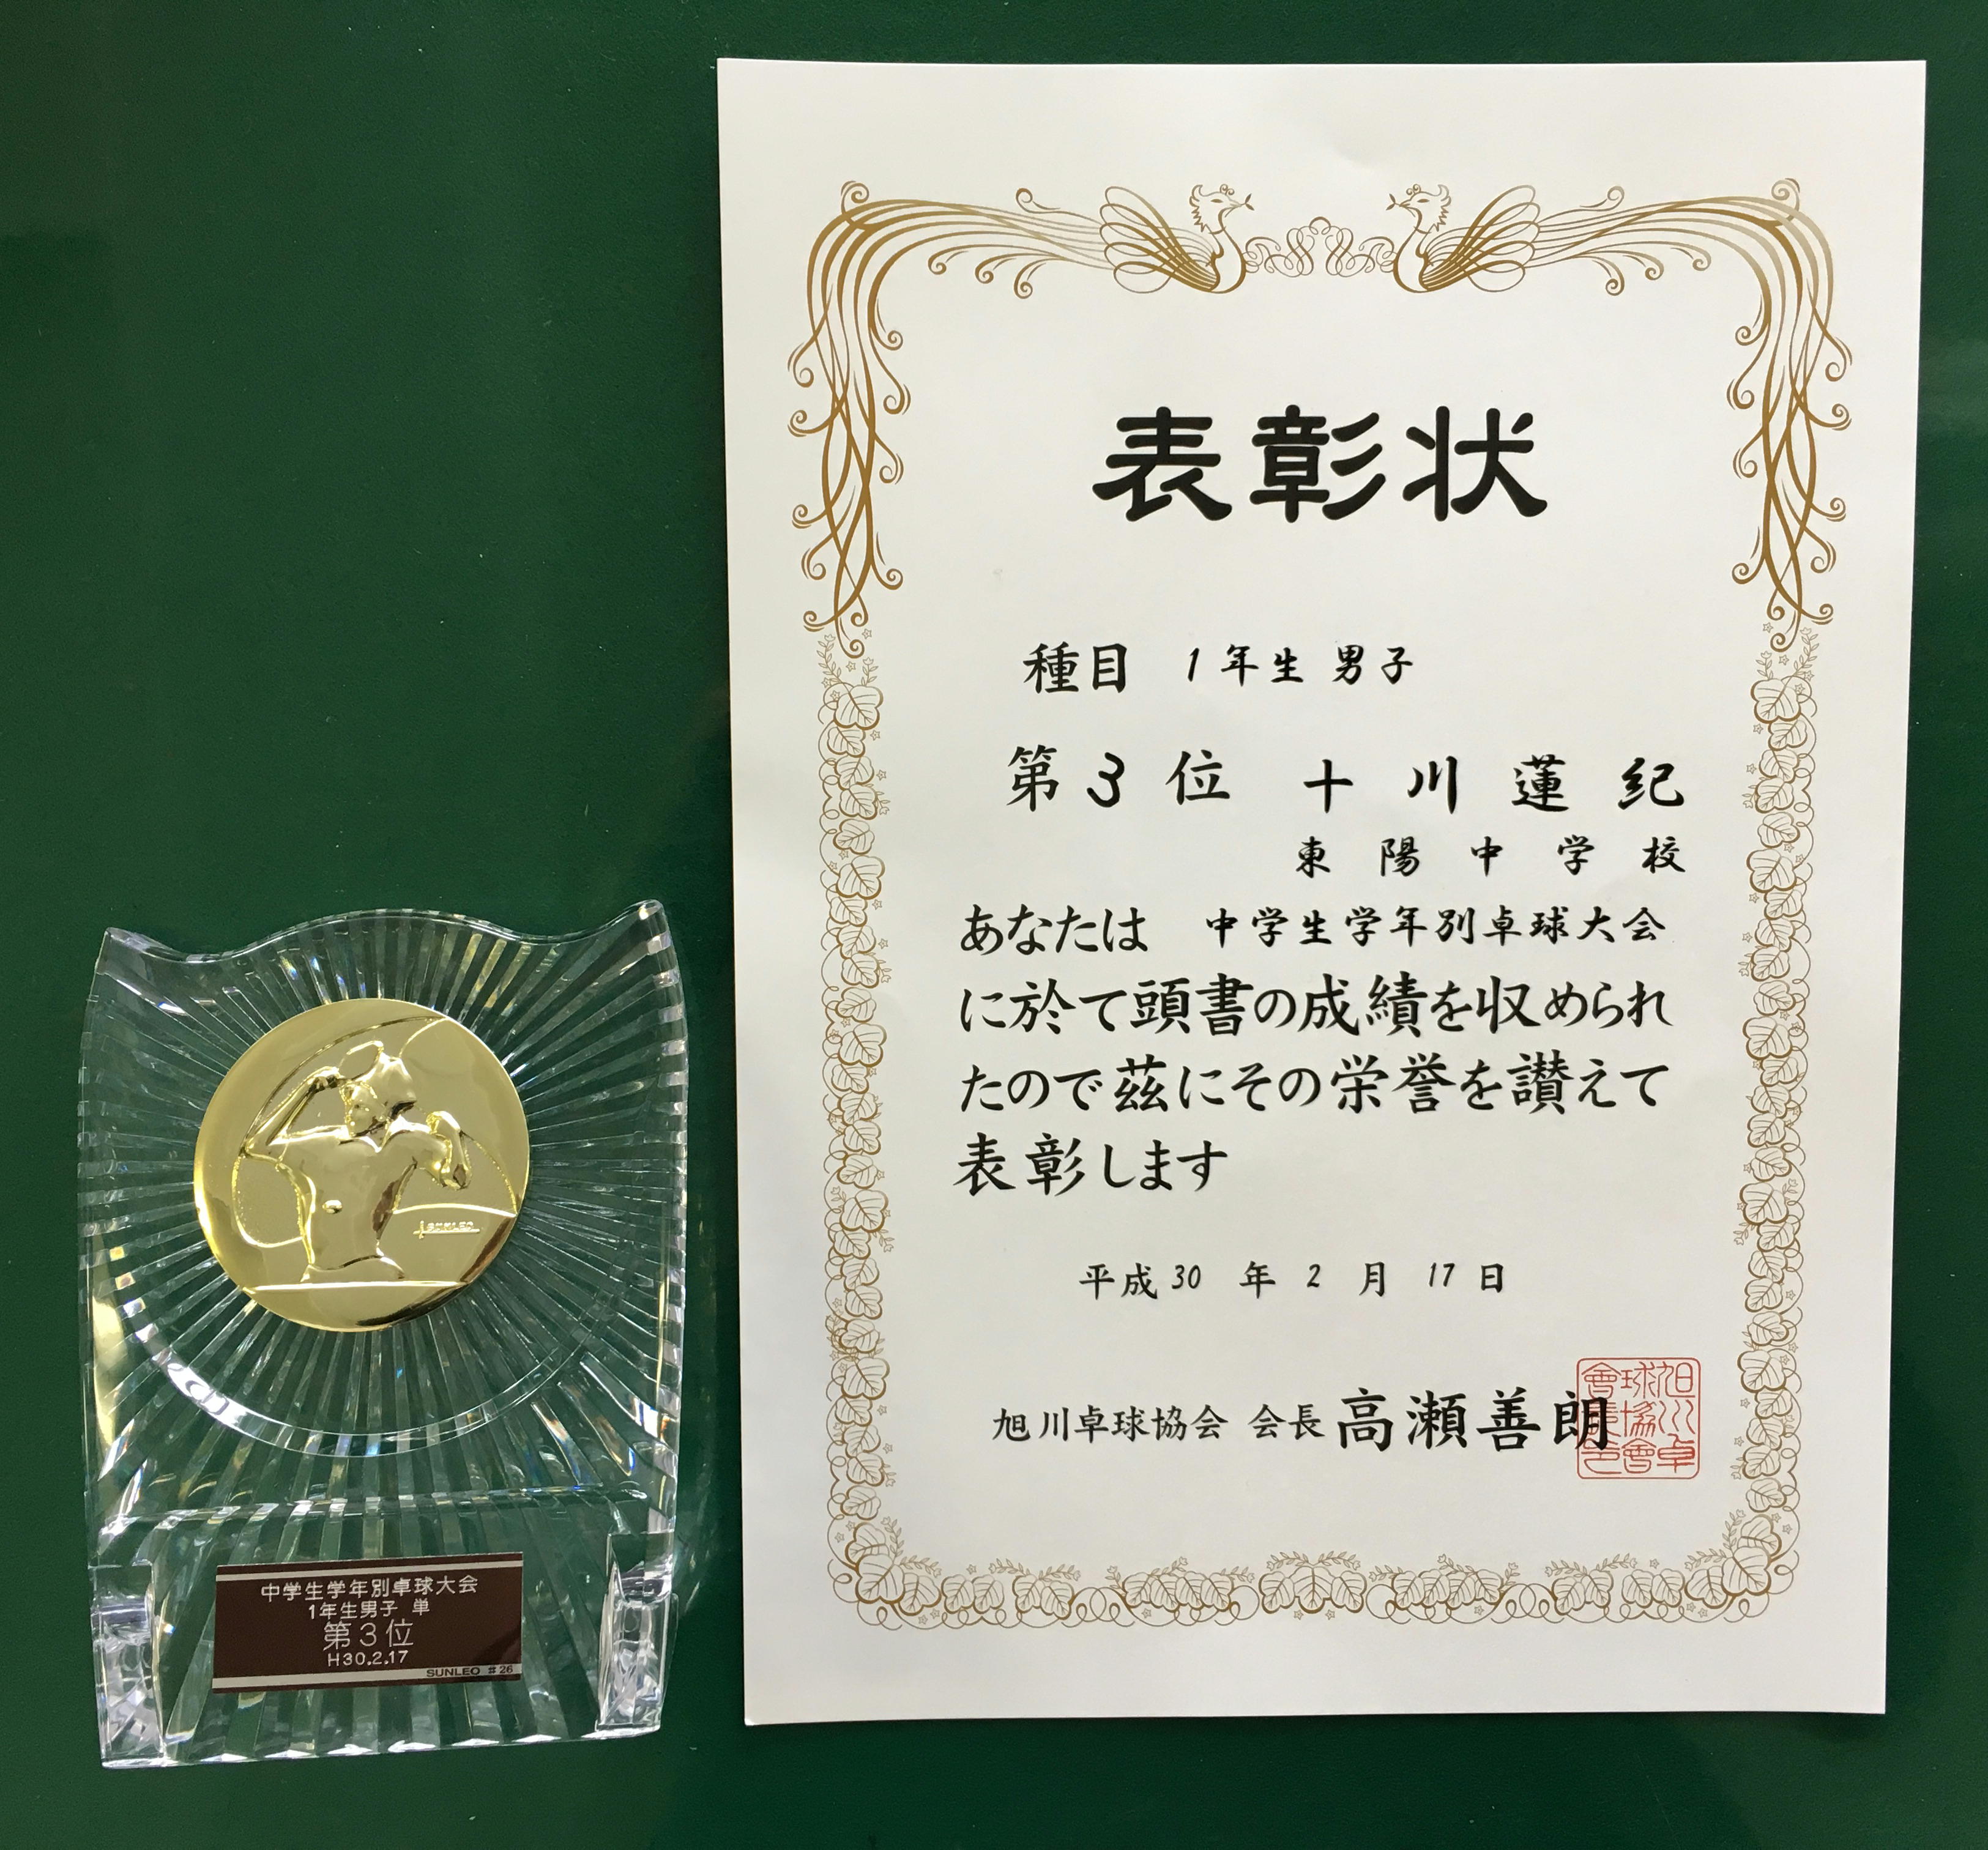 表彰状
種目 1年生 男子
第3位 十川蓮紀
東陽中学校
あなたは 中学生学年別卓球大会
に於て頭書の成績を収められ
たので茲にその栄誉を讃えて
表彰します
平成30年2月17日
旭川卓球協会 会長 高瀬善朗
旭川卓
球協會
SUNLEO
中学生学年別卓球大会
1年生男子 単
第3位
H30.2.17
SUNLEO #26